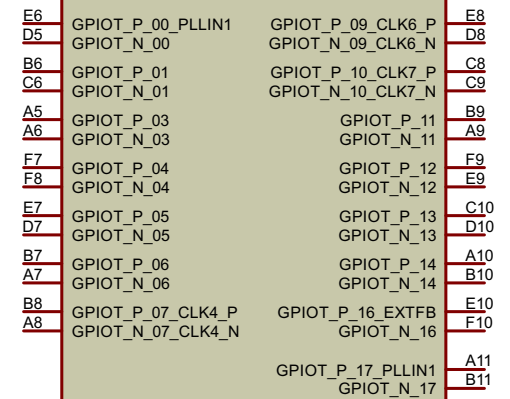 E6 GPIOT_P_00_PLLIN1 GPIOT_P_09_CLK6_P E8
D5 GPIOT_N_00 GPIOT_N_09_CLK6_N D8
B6 GPIOT_P_01 GPIOT_P_10_CLK7_P C8
C6 GPIOT_N_01 GPIOT_N_10_CLK7_N C9
A5 GPIOT_P_03 GPIOT_P_11 B9
A6 GPIOT_N_03 GPIOT_N_11 A9
F7 GPIOT_P_04 GPIOT_P_12 F9
F8 GPIOT_N_04 GPIOT_N_12 E9
E7 GPIOT_P_05 GPIOT_P_13 C10
D7 GPIOT_N_05 GPIOT_N_13 D10
B7 GPIOT_P_06 GPIOT_P_14 A10
A7 GPIOT_N_06 GPIOT_N_14 B10
B8 GPIOT_P_07_CLK4_P GPIOT_P_16_EXTFB E10
A8 GPIOT_N_07_CLK4_N GPIOT_N_16 F10
GPIOT_P_17_PLLIN1 A11
GPIOT_N_17 B11